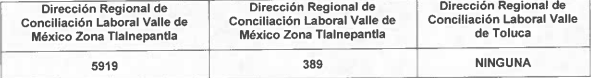 Dirección Regional de
Conciliación Laboral Valle de
México Zona Tlalnepantla
Dirección Regional de
Conciliación Laboral Valle de
México Zona Tlalnepantla
Dirección Regional de
Conciliación Laboral Valle
de Toluca
5919
389
NINGUNA